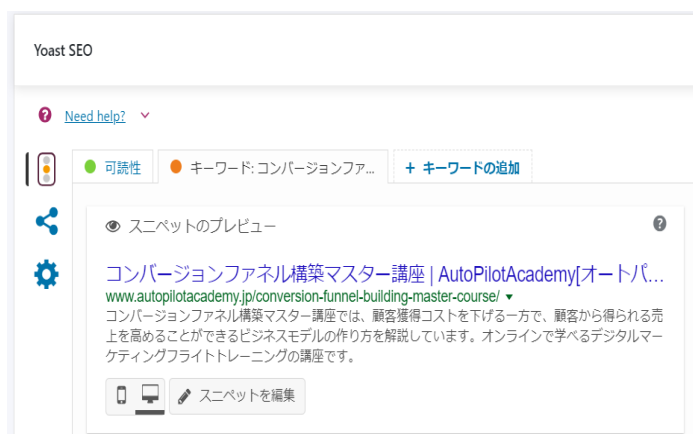 Yoast SEO
Need help?
可読性
キーワード: コンバージョンファ...
+ キーワードの追加
スニペットのプレビュー
コンバージョンファネル構築マスター講座 | AutoPilotAcademy[オートパ...
www.autopilotacademy.jp/conversion-funnel-building-master-course/
コンバージョンファネル構築マスター講座では、顧客獲得コストを下げる一方で、顧客から得られる売
上を高めることができるビジネスモデルの作り方を解説しています。オンラインで学べるデジタルマー
ケティングフライトトレーニングの講座です。
スニペットを編集